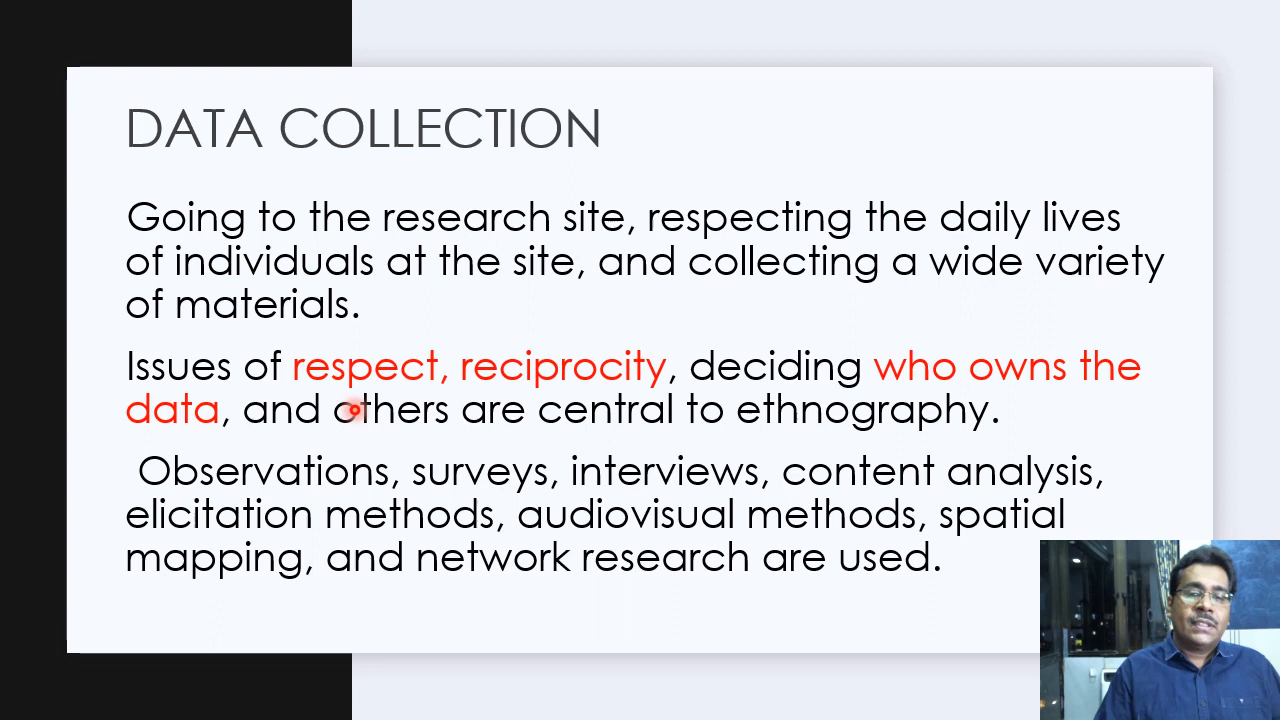 DATA COLLECTION
Going to the research site, respecting the daily lives
of individuals at the site, and collecting a wide variety
of materials.
Issues of respect, reciprocity, deciding who owns the
data, and others are central to ethnography.
Observations, surveys, interviews, content analysis,
elicitation methods, audiovisual methods, spatial
mapping, and network research are used.